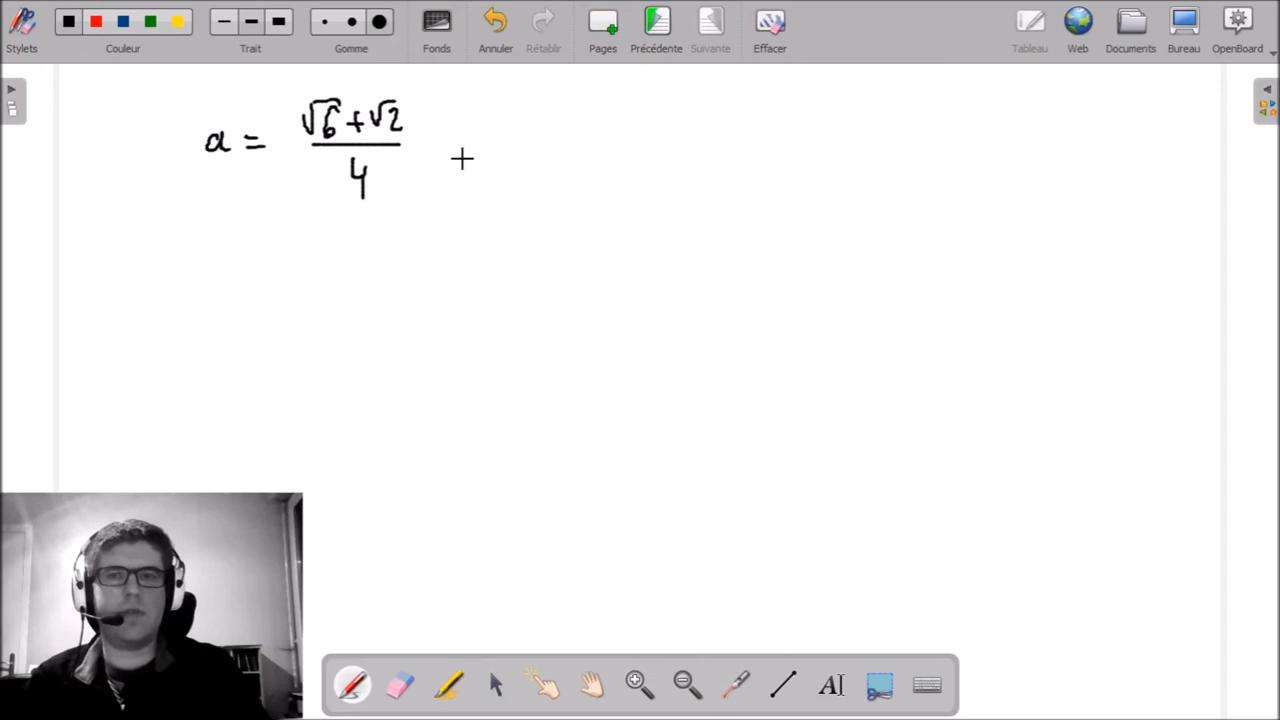 Stylets Couleur Trait Gomme Fonds Annuler Rétablir Pages Précédente Suivante Effacer Tableau Web Documents Bureau OpenBoard
a = (√6+√2)/4
AI